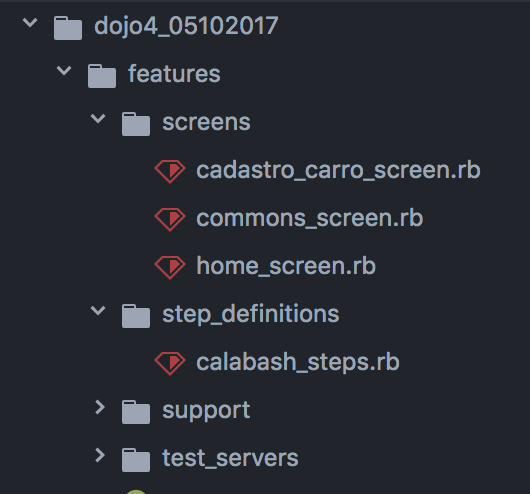 dojo4_05102017
features
screens
cadastro_carro_screen.rb
commons_screen.rb
home_screen.rb
step_definitions
calabash_steps.rb
support
test_servers